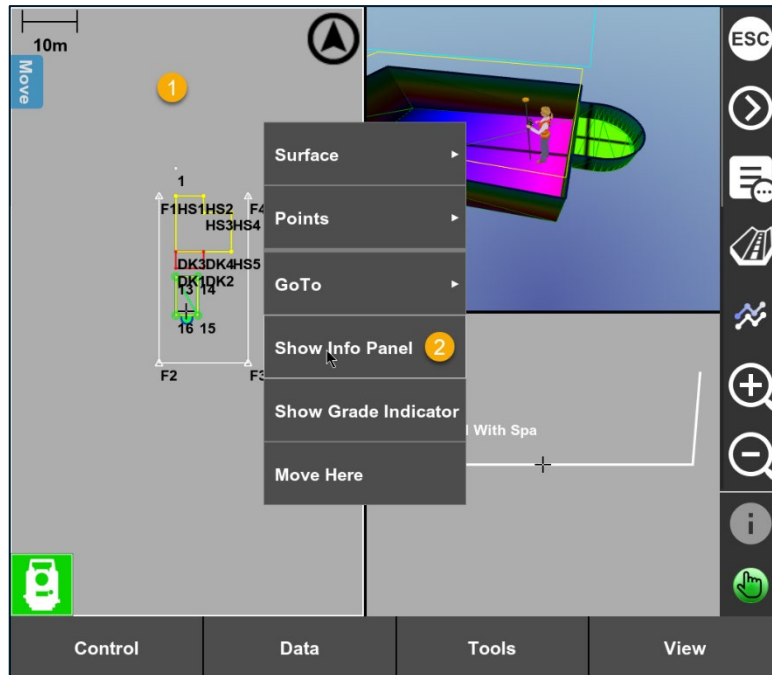 10m
ESC
Move
1
Surface
1
Points
F1HS1HS2 F4
HS3HS4
DK3DK4HS5
DK1DK2
13 14
GoTo
16 15
Show Info Panel 2
F2 F3
Show Grade Indicator
With Spa
Move Here
Control Data Tools View